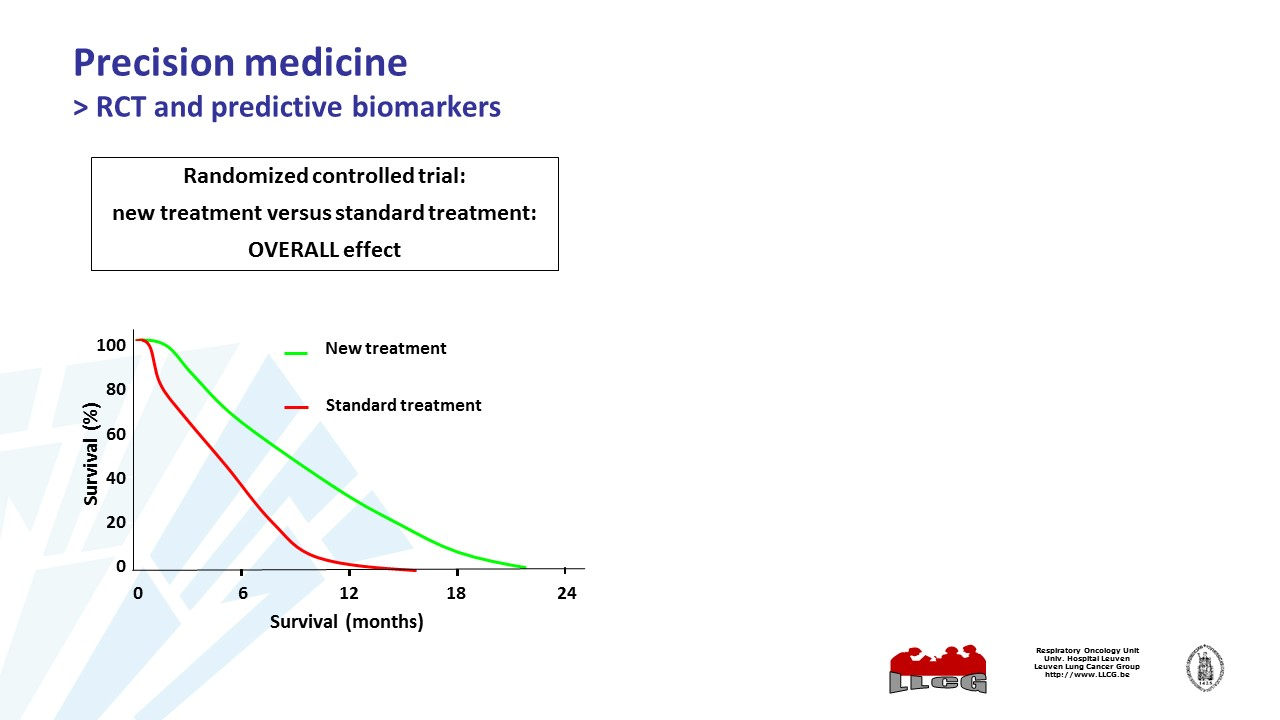 Precision medicine
> RCT and predictive biomarkers
Randomized controlled trial:
new treatment versus standard treatment:
OVERALL effect
New treatment
Standard treatment
Survival (%)
100
80
60
40
20
0
0 6 12 18 24
Survival (months)
LLCG
Respiratory Oncology Unit
Univ. Hospital Leuven
Leuven Lung Cancer Group
http://www.LLCG.be